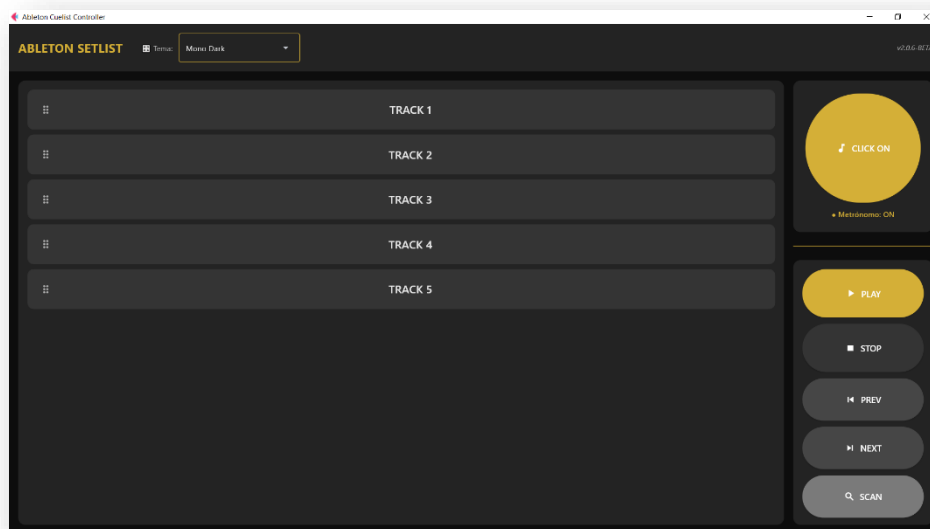 Ableton Cuelist Controller
ABLETON SETLIST
Tema:
Mono Dark
TRACK 1
TRACK 2
TRACK 3
TRACK 4
TRACK 5
CLICK ON
● Metrónomo: ON
PLAY
STOP
PREV
NEXT
SCAN